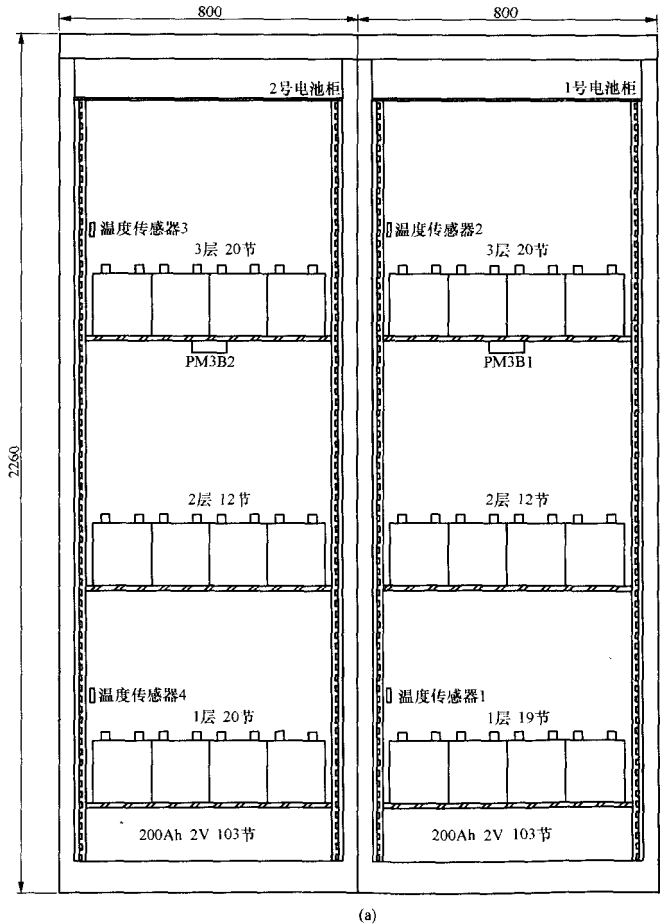 800 800
2260
2号电池柜 1号电池柜
温度传感器3 温度传感器2
3层 20节 3层 20节
PM3B2 PM3B1
2层 12节 2层 12节
温度传感器4 温度传感器1
1层 20节 1层 19节
200Ah 2V 103节 200Ah 2V 103节
(a)